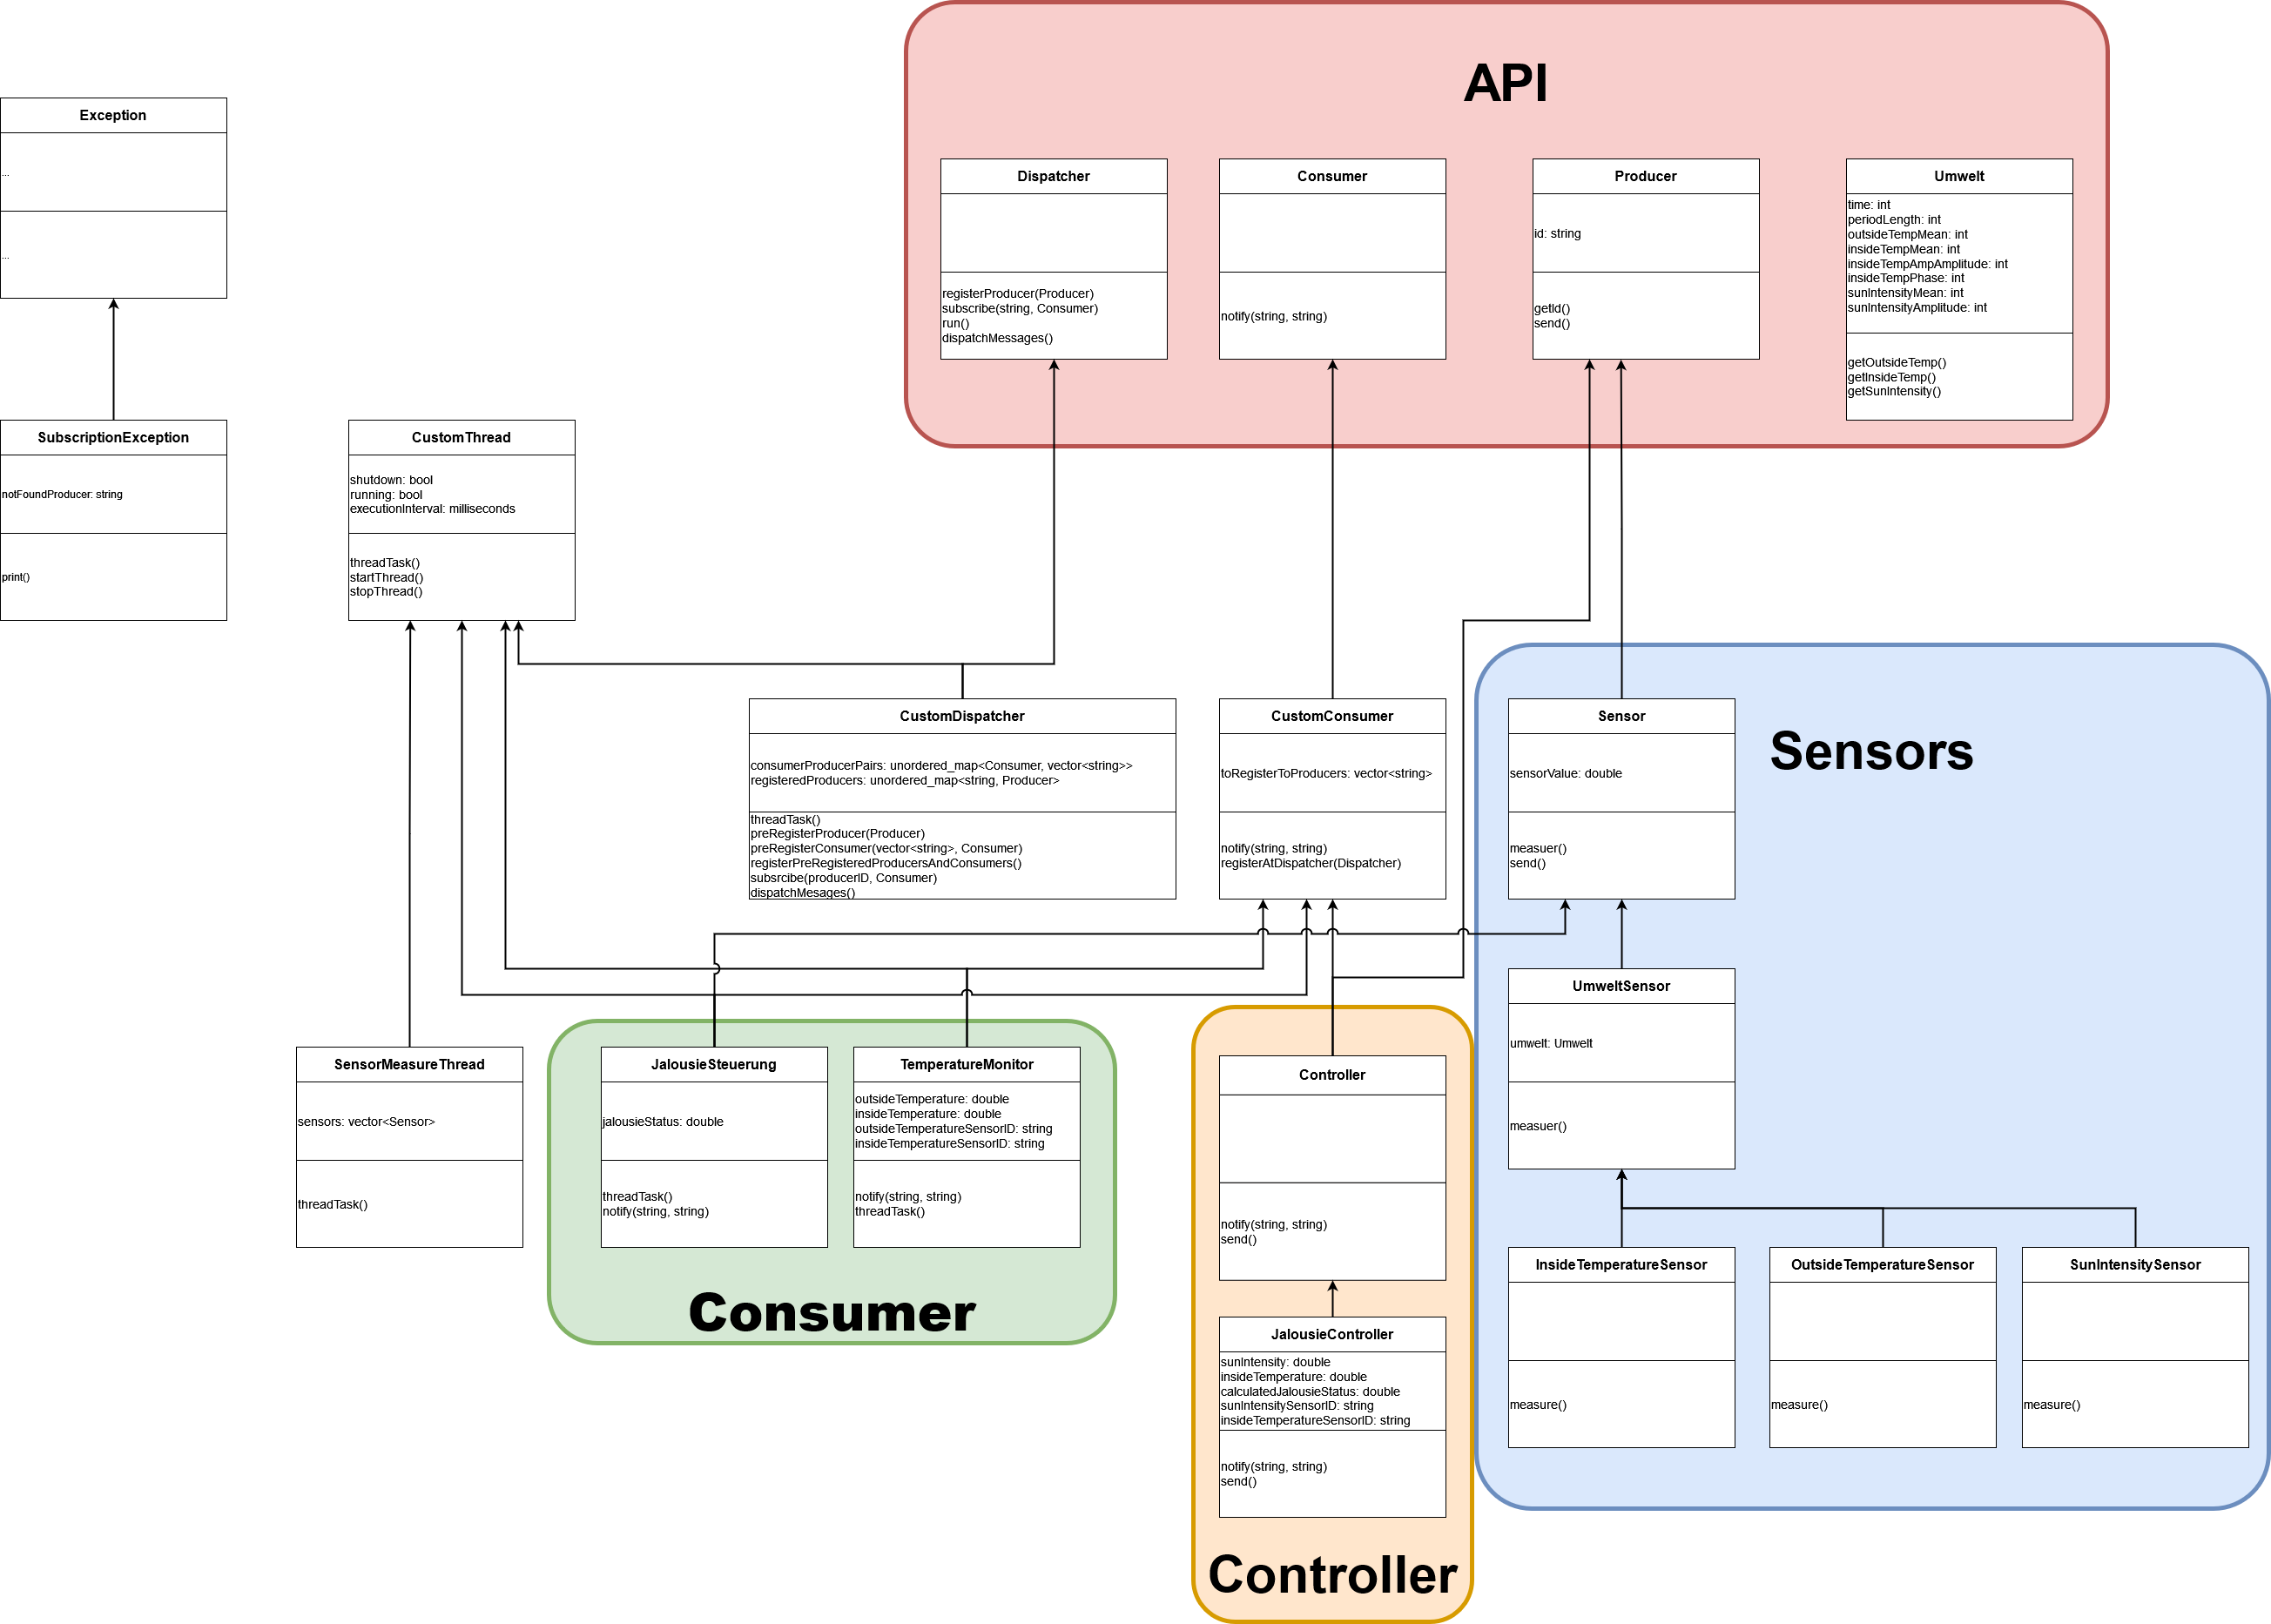 API
Exception
...
...
Dispatcher
registerProducer(Producer)
subscribe(string, Consumer)
run()
dispatchMessages()
Consumer
notify(string, string)
Producer
id: string
getId()
send()
Umwelt
time: int
periodLength: int
outsideTempMean: int
insideTempMean: int
insideTempAmpAmplitude: int
insideTempPhase: int
sunIntensityMean: int
sunIntensityAmplitude: int
getOutsideTemp()
getInsideTemp()
getSunIntensity()
SubscriptionException
notFoundProducer: string
print()
CustomThread
shutdown: bool
running: bool
executionInterval: milliseconds
threadTask()
startThread()
stopThread()
CustomDispatcher
consumerProducerPairs: unordered_map<Consumer, vector<string>>
registeredProducers: unordered_map<string, Producer>
threadTask()
preRegisterProducer(Producer)
preRegisterConsumer(vector<string>, Consumer)
registerPreRegisteredProducersAndConsumers()
subsrcibe(producerID, Consumer)
dispatchMesages()
CustomConsumer
toRegisterToProducers: vector<string>
notify(string, string)
registerAtDispatcher(Dispatcher)
Sensor
sensorValue: double
measuer()
send()
Sensors
UmweltSensor
umwelt: Umwelt
measuer()
SensorMeasureThread
sensors: vector<Sensor>
threadTask()
JalousieSteuerung
jalousieStatus: double
threadTask()
notify(string, string)
TemperatureMonitor
outsideTemperature: double
insideTemperature: double
outsideTemperatureSensorID: string
insideTemperatureSensorID: string
notify(string, string)
threadTask()
Consumer
Controller
notify(string, string)
send()
JalousieController
sunIntensity: double
insideTemperature: double
calculatedJalousieStatus: double
sunIntensitySensorID: string
insideTemperatureSensorID: string
notify(string, string)
send()
Controller
InsideTemperatureSensor
measure()
OutsideTemperatureSensor
measure()
SunIntensitySensor
measure()